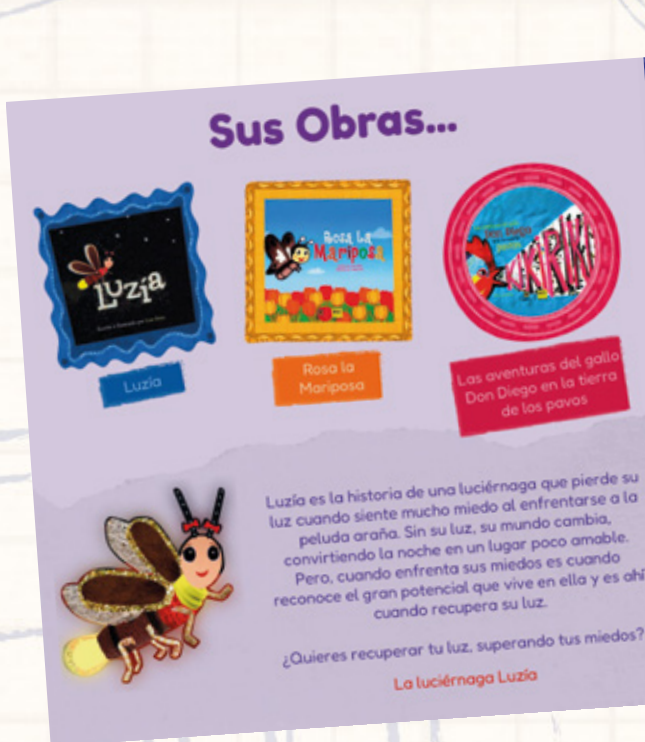 Sus Obras...
Luzía
Rosa La
Mariposa
Don Diego
KIKIRIKI
Luzía
Rosa la
Mariposa
Las aventuras del gallo
Don Diego en la tierra
de los pavos
Luzía es la historia de una luciérnaga que pierde su
luz cuando siente mucho miedo al enfrentarse a la
peluda araña. Sin su luz, su mundo cambia,
convirtiendo la noche en un lugar poco amable.
Pero, cuando enfrenta sus miedos es cuando
reconoce el gran potencial que vive en ella y es ahí
cuando recupera su luz.
¿Quieres recuperar tu luz, superando tus miedos?
La luciérnaga Luzía